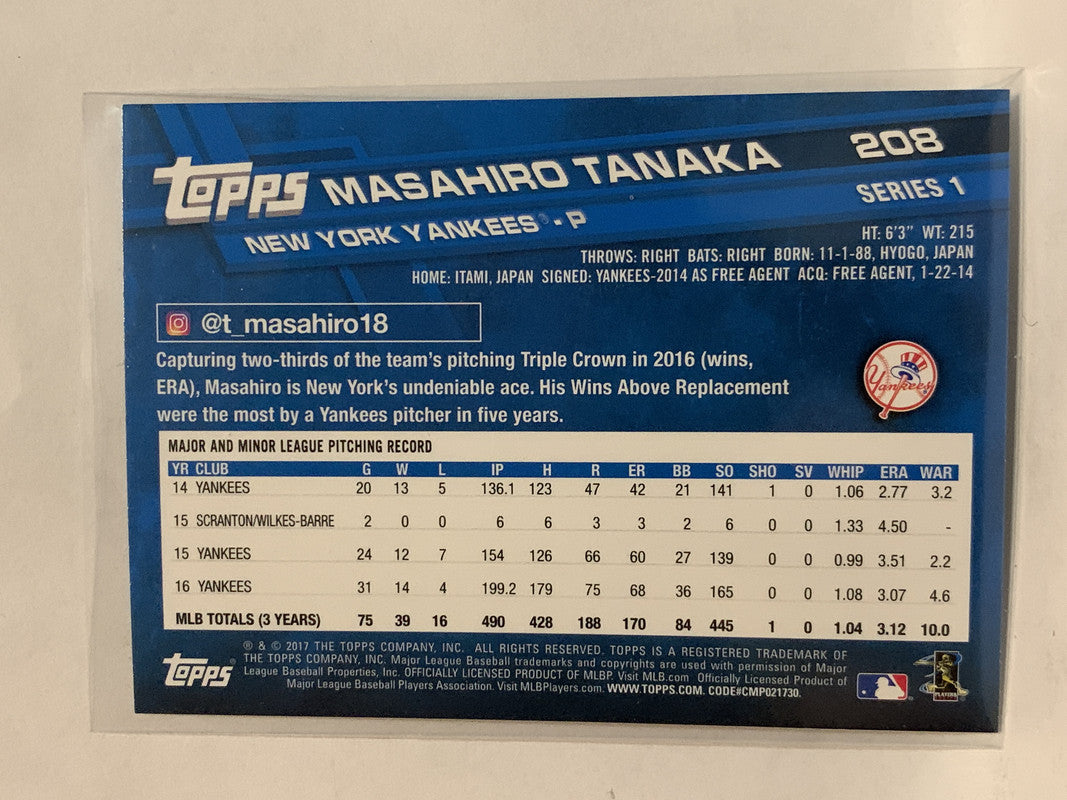 TOPPS MASAHIRO TANAKA 208
NEW YORK YANKEES® - P SERIES 1
HT: 6'3" WT: 215
THROWS: RIGHT BATS: RIGHT BORN: 11-1-88, HYOGO, JAPAN
HOME: ITAMI, JAPAN SIGNED: YANKEES-2014 AS FREE AGENT ACQ: FREE AGENT, 1-22-14
@t_masahiro18
Capturing two-thirds of the team's pitching Triple Crown in 2016 (wins,
ERA), Masahiro is New York's undeniable ace. His Wins Above Replacement
were the most by a Yankees pitcher in five years.
Yankees
MAJOR AND MINOR LEAGUE PITCHING RECORD
YR CLUB G W L IP H R ER BB SO SHO SV WHIP ERA WAR
14 YANKEES 20 13 5 136.1 123 47 42 21 141 1 0 1.06 2.77 3.2
15 SCRANTON/WILKES-BARRE 2 0 0 6 6 3 3 2 6 0 0 1.33 4.50 -
15 YANKEES 24 12 7 154 126 66 60 27 139 0 0 0.99 3.51 2.2
16 YANKEES 31 14 4 199.2 179 75 68 36 165 0 0 1.08 3.07 4.6
MLB TOTALS (3 YEARS) 75 39 16 490 428 188 170 84 445 1 0 1.04 3.12 10.0
® & © 2017 THE TOPPS COMPANY, INC. ALL RIGHTS RESERVED. TOPPS IS A REGISTERED TRADEMARK OF
THE TOPPS COMPANY, INC. Major League Baseball trademarks and copyrights are used with permission of Major
League Baseball Properties, Inc. OFFICIALLY LICENSED PRODUCT OF MLBP. Visit MLB.com Officially Licensed Product of
Major League Baseball Players Association. Visit MLBPlayers.com. WWW.TOPPS.COM. CODE#CMP021730.
TOPPS®